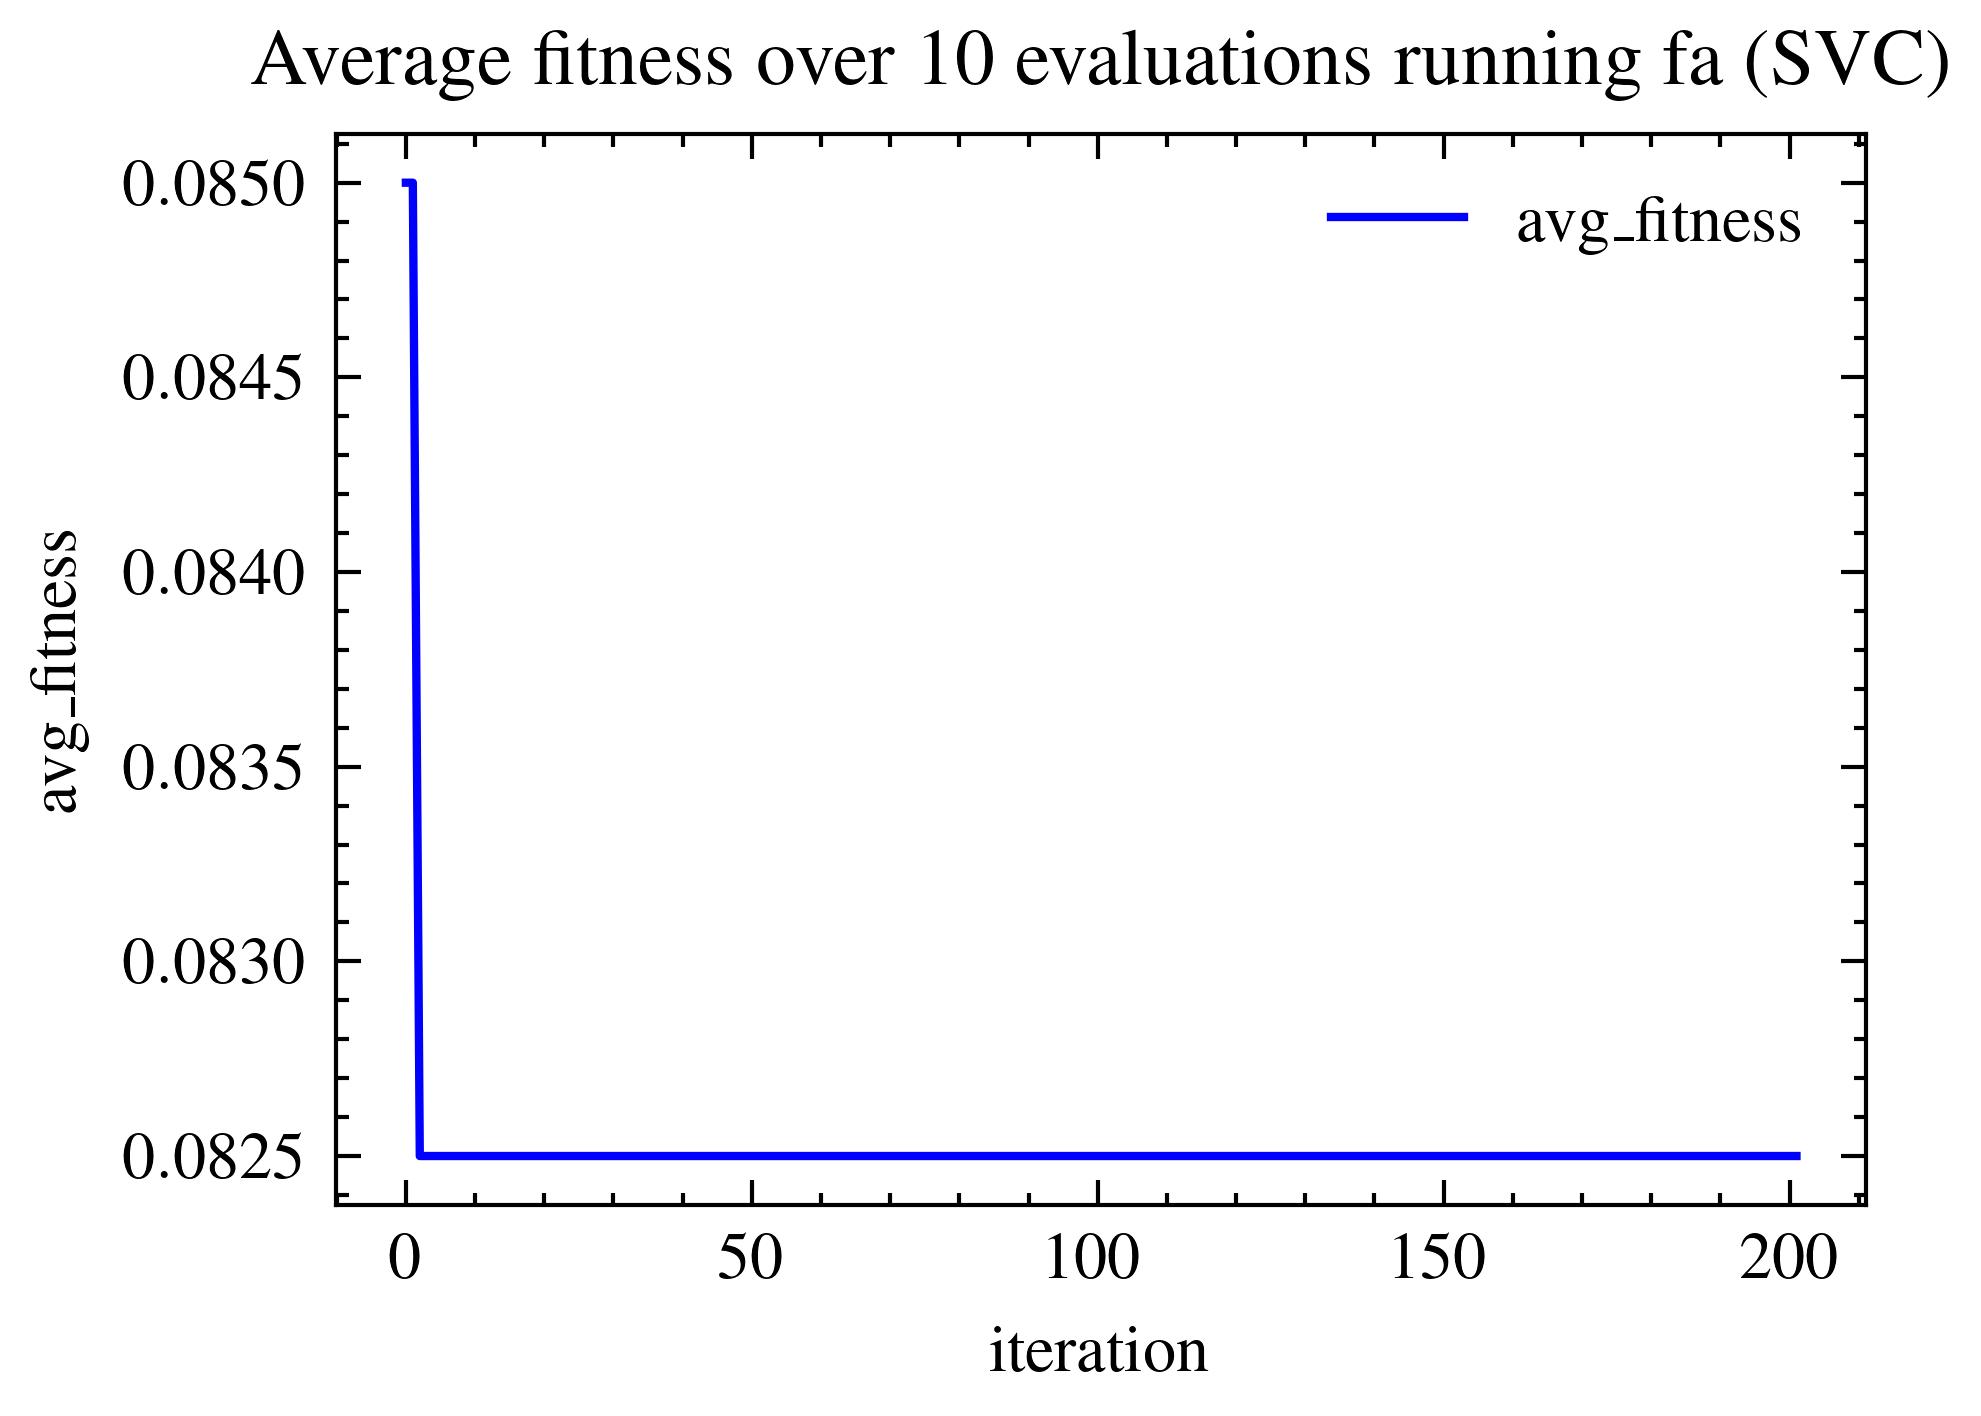 Average fitness over 10 evaluations running fa (SVC)
avg_fitness
0.0850
0.0845
0.0840
0.0835
0.0830
0.0825
avg_fitness
0 50 100 150 200
iteration